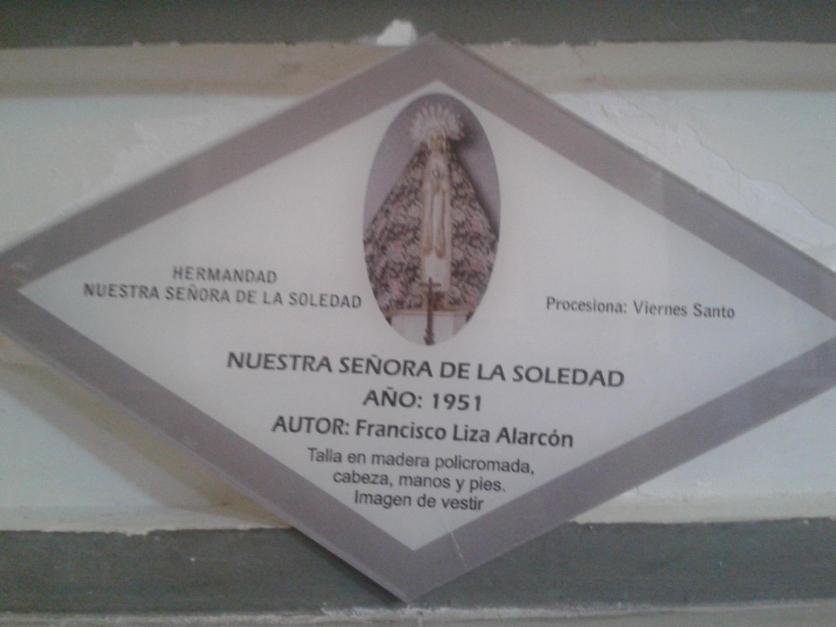 HERMANDAD
NUESTRA SEÑORA DE LA SOLEDAD
Procesiona: Viernes Santo
NUESTRA SEÑORA DE LA SOLEDAD
AÑO: 1951
AUTOR: Francisco Liza Alarcón
Talla en madera policromada,
cabeza, manos y pies.
Imagen de vestir